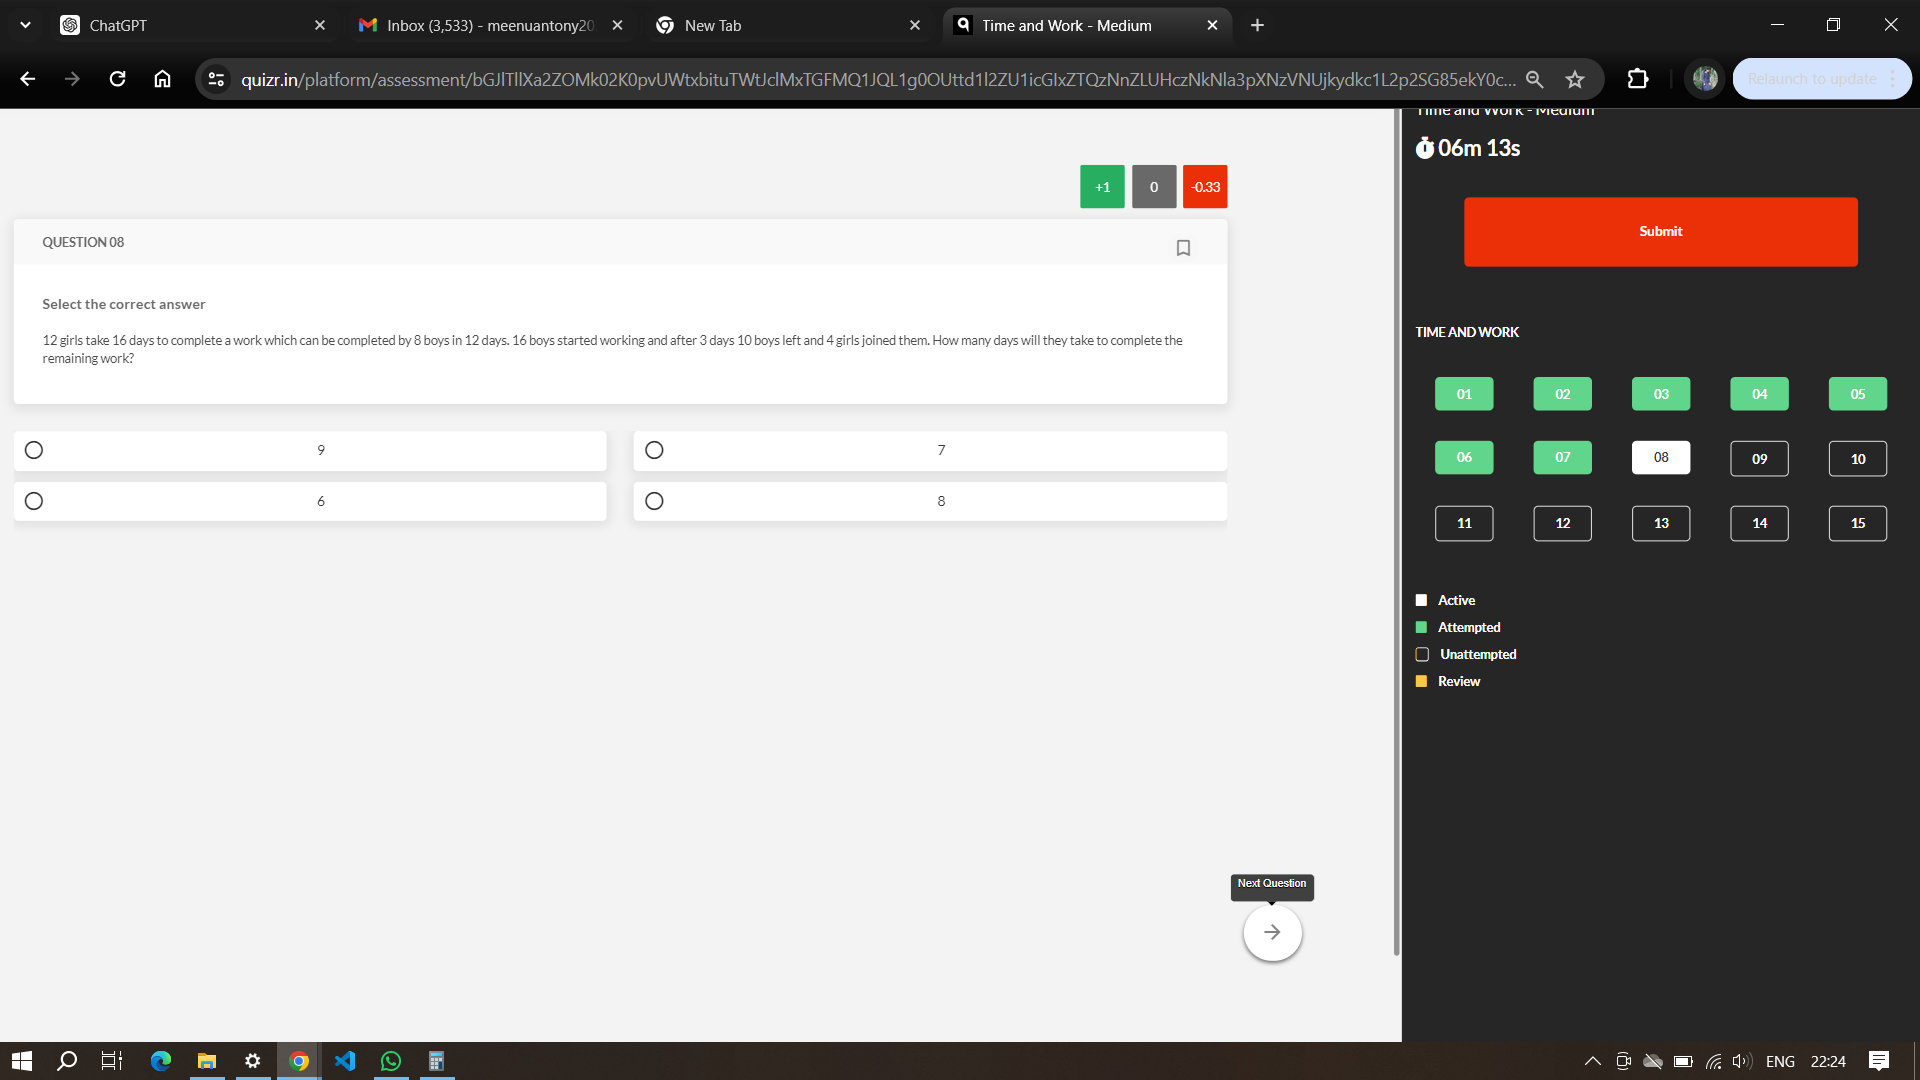 ChatGPT
Inbox (3,533) - meenuantony20
New Tab
Time and Work - Medium
quizr.in/platform/assessment/bGJlTllXa2ZOMk02K0pvUWtxbituTWtJclMxTGFMQ1JQL1g0OUttd1l2ZU1icGIxZTQzNnZLUHczNkNla3pXNzVNUjkydkc1L2p2SG85ekY0c...
Relaunch to update
Time and Work - Medium
06m 13s
+1
0
-0.33
Submit
QUESTION 08
Select the correct answer
12 girls take 16 days to complete a work which can be completed by 8 boys in 12 days. 16 boys started working and after 3 days 10 boys left and 4 girls joined them. How many days will they take to complete the
remaining work?
9
7
6
8
TIME AND WORK
01 02 03 04 05
06 07 08 09 10
11 12 13 14 15
Active
Attempted
Unattempted
Review
Next Question
ENG
22:24